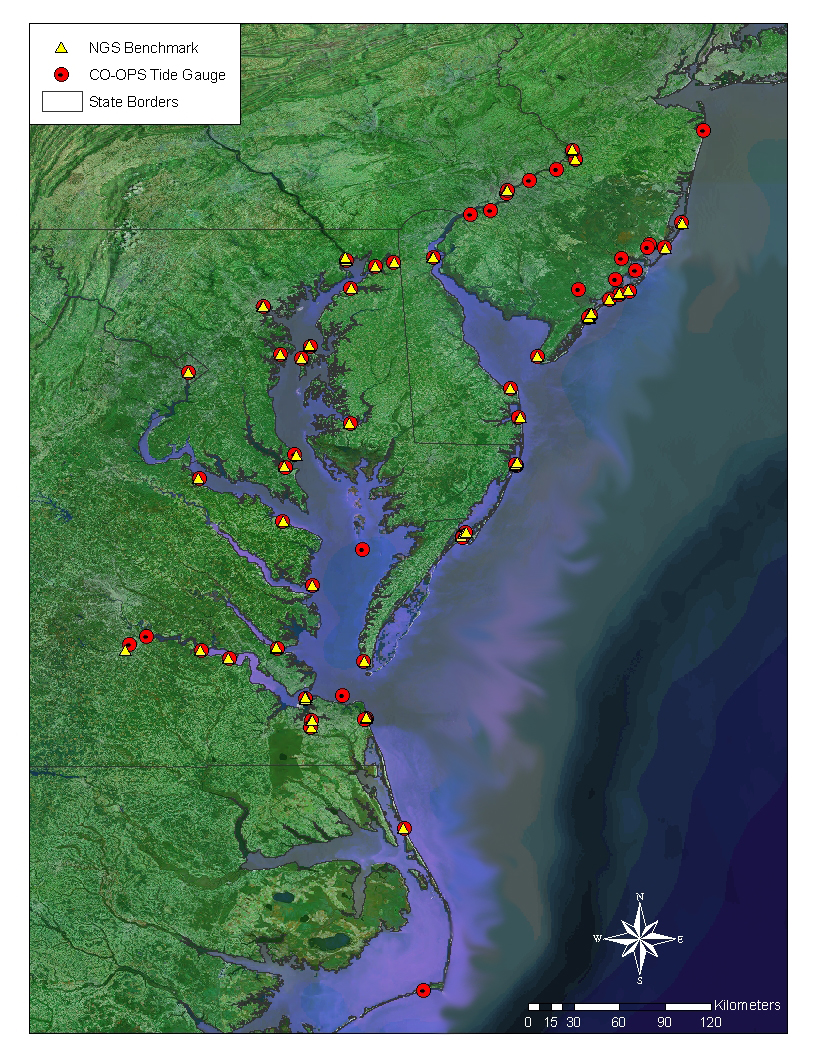 NGS Benchmark
CO-OPS Tide Gauge
State Borders
N
W E
S
Kilometers
0 15 30 60 90 120